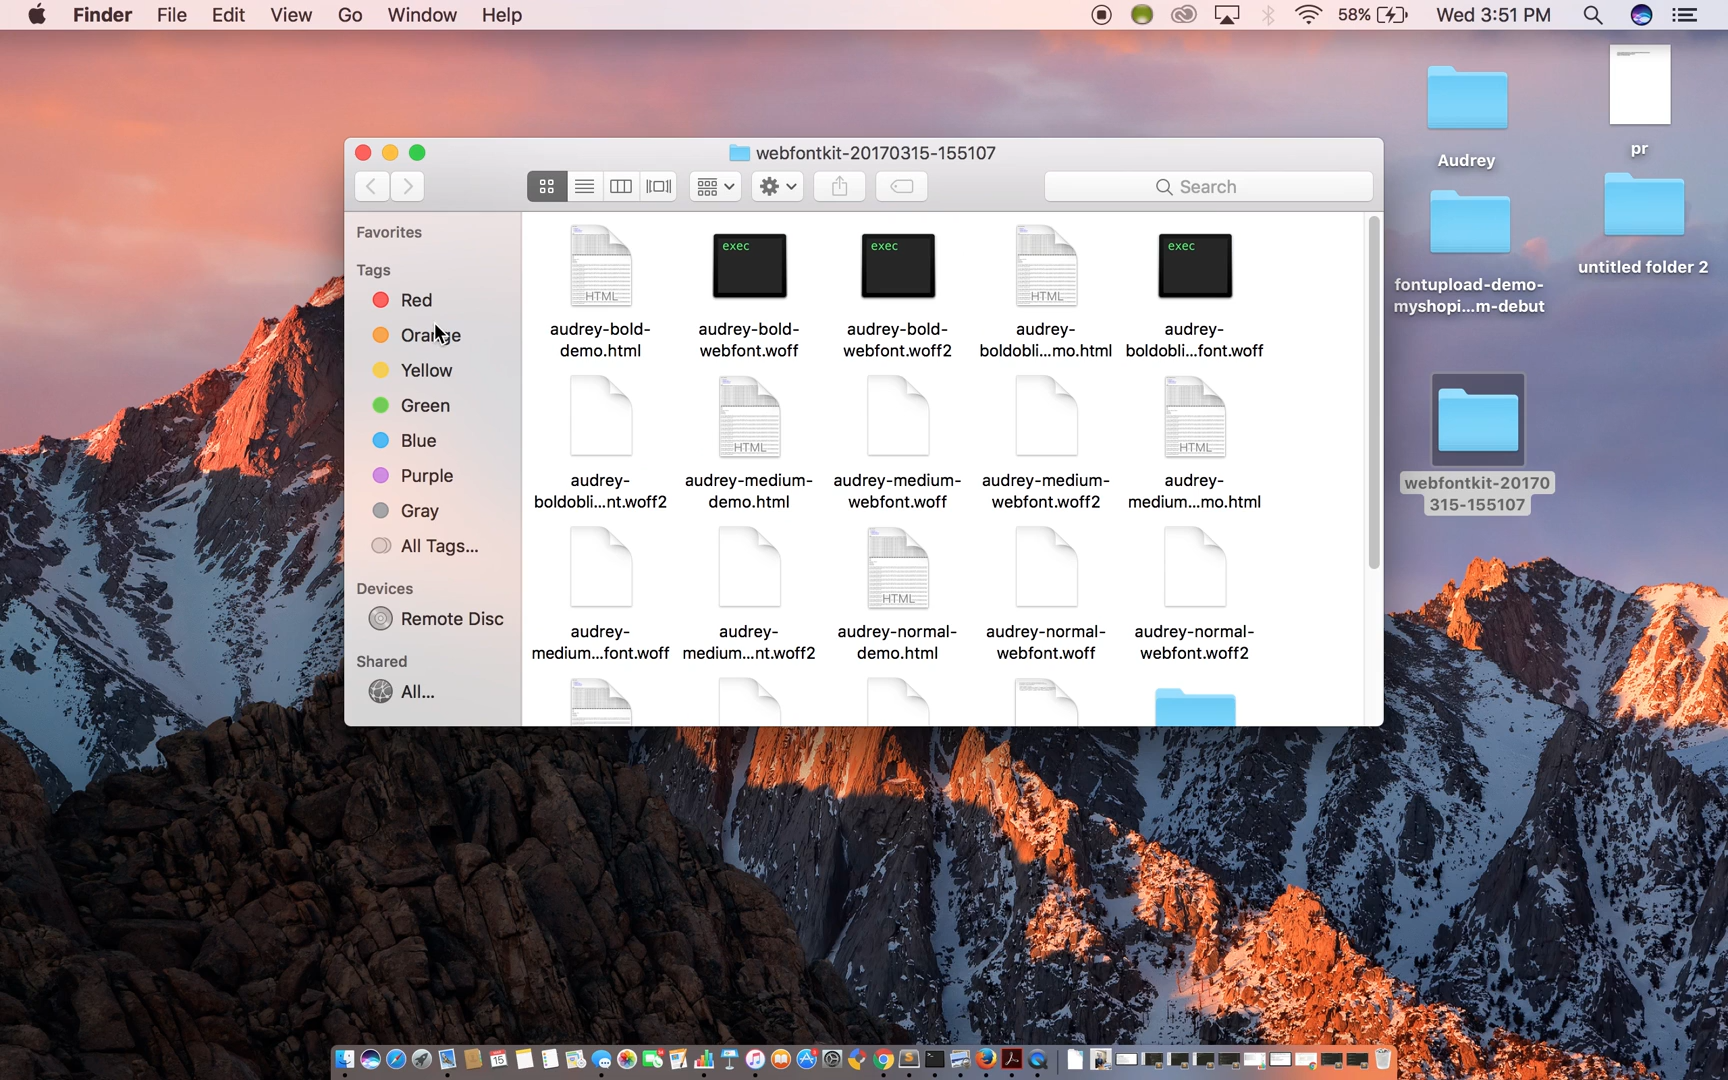 Finder File Edit View Go Window Help 58% Wed 3:51 PM
webfontkit-20170315-155107
Search
Favorites
Tags
Red
Orange
Yellow
Green
Blue
Purple
Gray
All Tags...
Devices
Remote Disc
Shared
All...
exec
exec
exec
HTML
HTML
audrey-bold-
demo.html
audrey-bold-
webfont.woff
audrey-bold-
webfont.woff2
audrey-
boldobli...mo.html
audrey-
boldobli...font.woff
HTML
HTML
audrey-
boldobli...nt.woff2
audrey-medium-
demo.html
audrey-medium-
webfont.woff
audrey-medium-
webfont.woff2
audrey-
medium...mo.html
HTML
audrey-
medium...font.woff
audrey-
medium...nt.woff2
audrey-normal-
demo.html
audrey-normal-
webfont.woff
audrey-normal-
webfont.woff2
Audrey
pr
fontupload-demo-
myshopi...m-debut
untitled folder 2
webfontkit-20170
315-155107
15